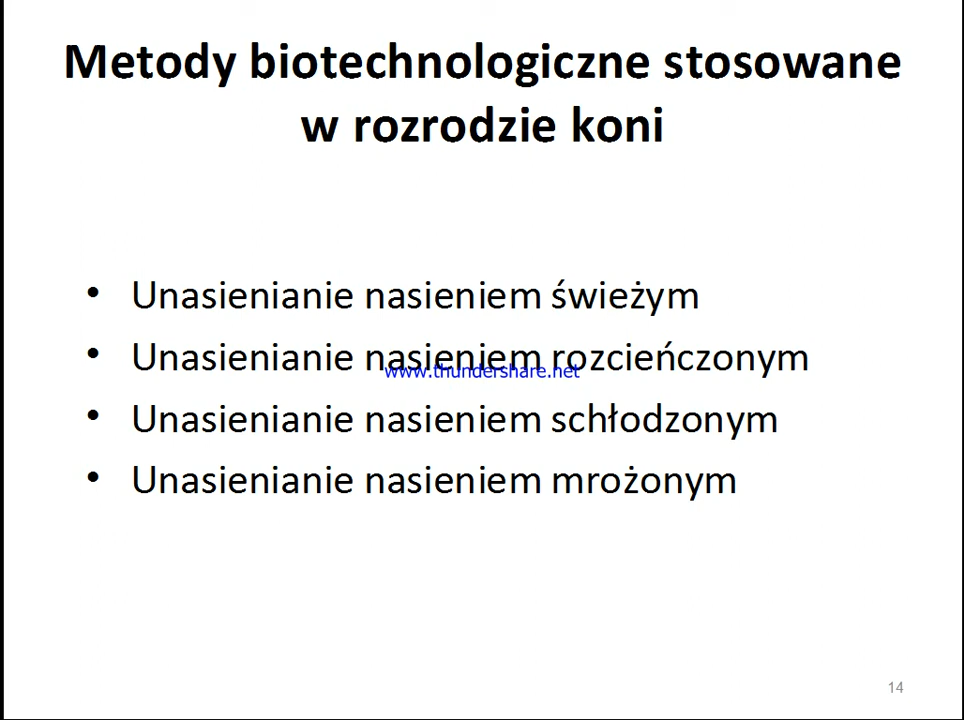 Metody biotechnologiczne stosowane
w rozrodzie koni
• Unasienianie nasieniem świeżym
• Unasienianie nasieniem rozcieńczonym
www.thundershare.net
• Unasienianie nasieniem schłodzonym
• Unasienianie nasieniem mrożonym
14